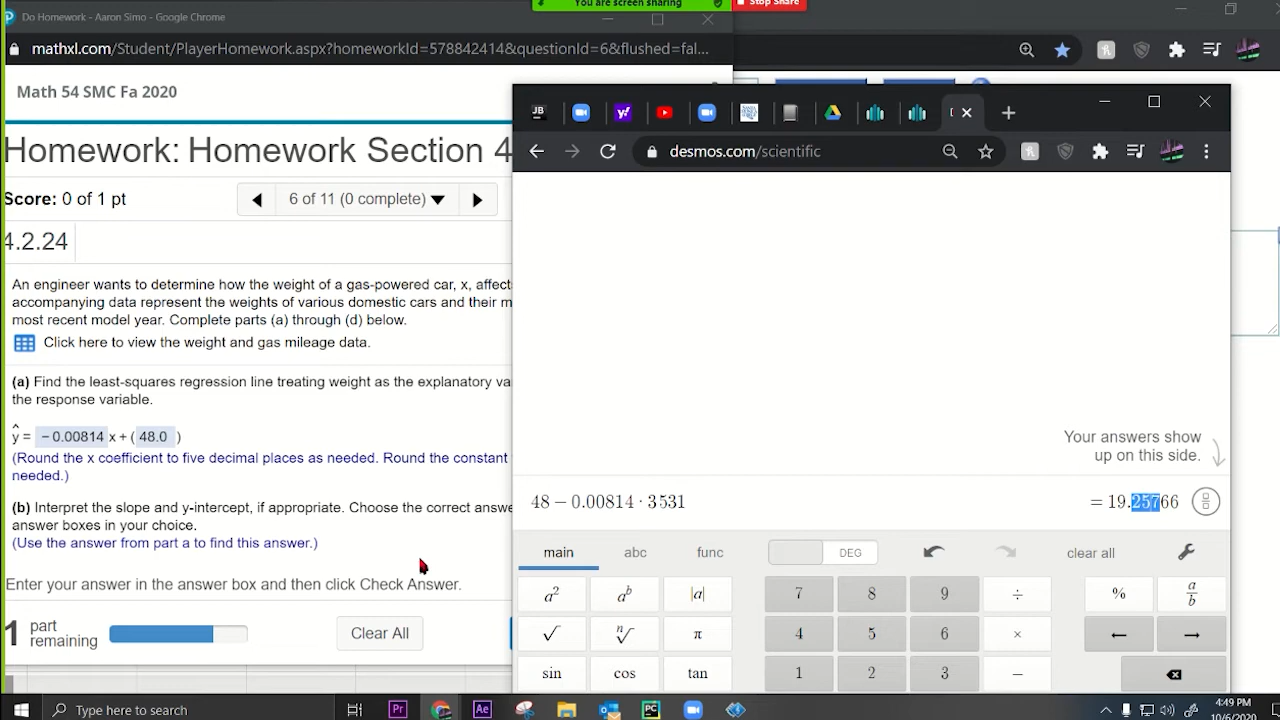 You are screen sharing
Stop Share
Do Homework - Aaron Simo - Google Chrome
mathxl.com/Student/PlayerHomework.aspx?homeworkId=578842414&questionId=6&flushed=fal...
Math 54 SMC Fa 2020
Homework: Homework Section 4
Score: 0 of 1 pt
6 of 11 (0 complete)
4.2.24
An engineer wants to determine how the weight of a gas-powered car, x, affect
accompanying data represent the weights of various domestic cars and their m
most recent model year. Complete parts (a) through (d) below.
Click here to view the weight and gas mileage data.
(a) Find the least-squares regression line treating weight as the explanatory va
the response variable.
ŷ = − 0.00814 x + ( 48.0 )
(Round the x coefficient to five decimal places as needed. Round the constant
needed.)
(b) Interpret the slope and y-intercept, if appropriate. Choose the correct answe
answer boxes in your choice.
(Use the answer from part a to find this answer.)
Enter your answer in the answer box and then click Check Answer.
1 part
remaining
Clear All
JB
desmos.com/scientific
Your answers show
up on this side.
48 − 0.00814 · 3531
= 19.25766
main
abc
func
DEG
clear all
a²
aᵇ
|a|
7
8
9
÷
%
a/b
√
ⁿ√
π
4
5
6
×
←
→
sin
cos
tan
1
2
3
−
Type here to search
Pr
Ae
PC
4:49 PM
10/6/2020